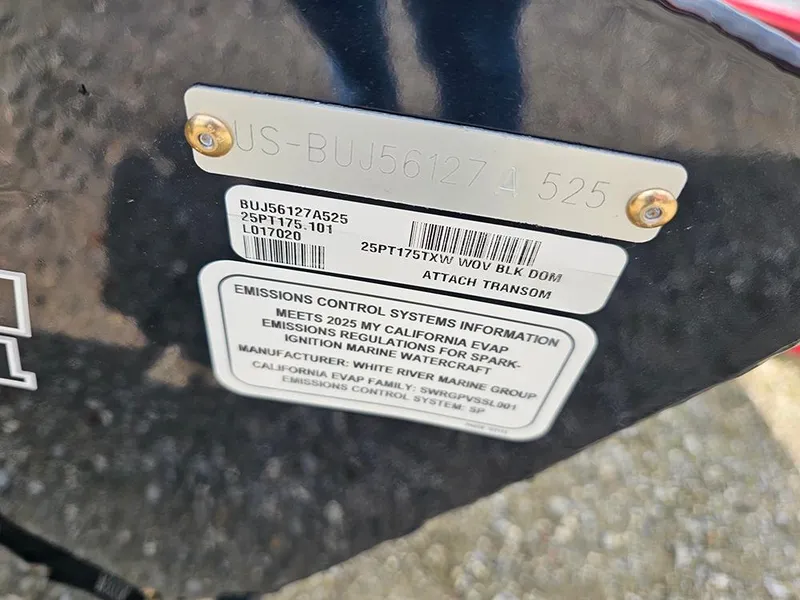 US-BUJ56127A525
BUJ56127A525
25PT175.101
L017020
25PT175TXW WOV BLK DOM
ATTACH TRANSOM
EMISSIONS CONTROL SYSTEMS INFORMATION
MEETS 2025 MY CALIFORNIA EVAP
EMISSIONS REGULATIONS FOR SPARK-
IGNITION MARINE WATERCRAFT
MANUFACTURER: WHITE RIVER MARINE GROUP
CALIFORNIA EVAP FAMILY: SWRGPVSSL001
EMISSIONS CONTROL SYSTEM: SP